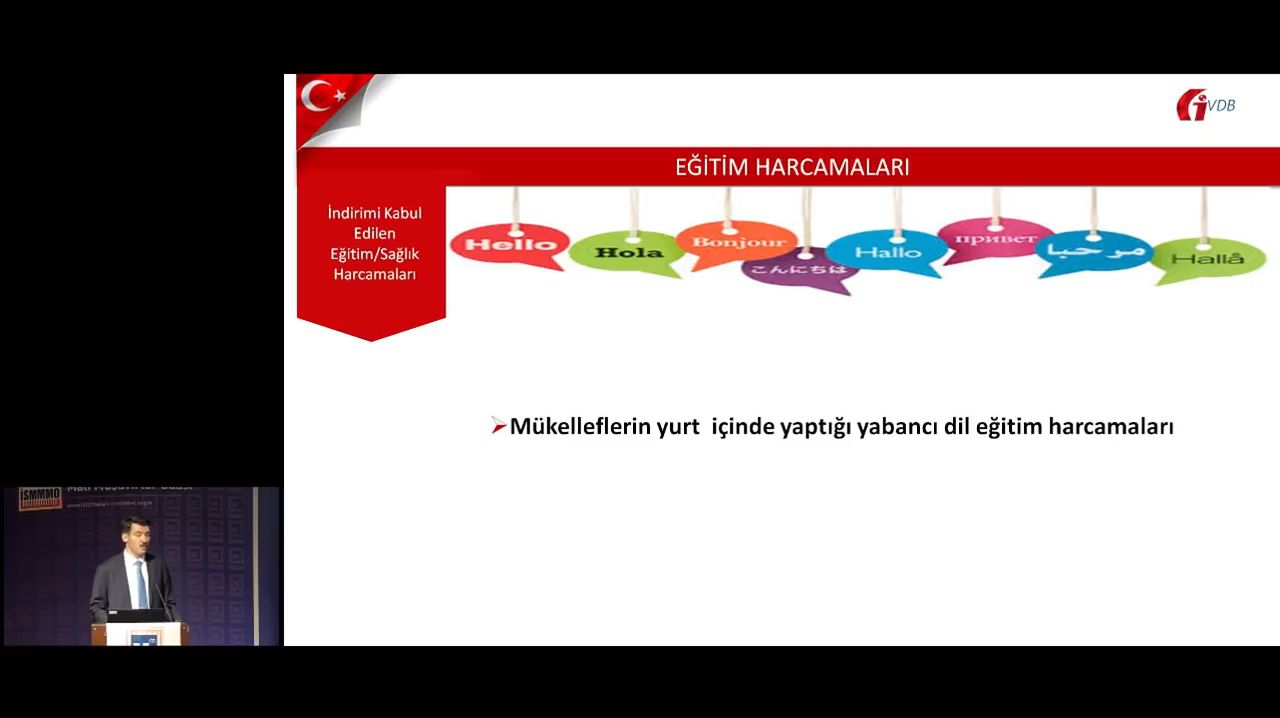 VDB
EĞİTİM HARCAMALARI
İndirimi Kabul
Edilen
Eğitim/Sağlık
Harcamaları
Hello
Hola
Bonjour
こんにちは
Hallo
привет
مرحبا
Hallå
➢Mükelleflerin yurt içinde yaptığı yabancı dil eğitim harcamaları
İSMMMO